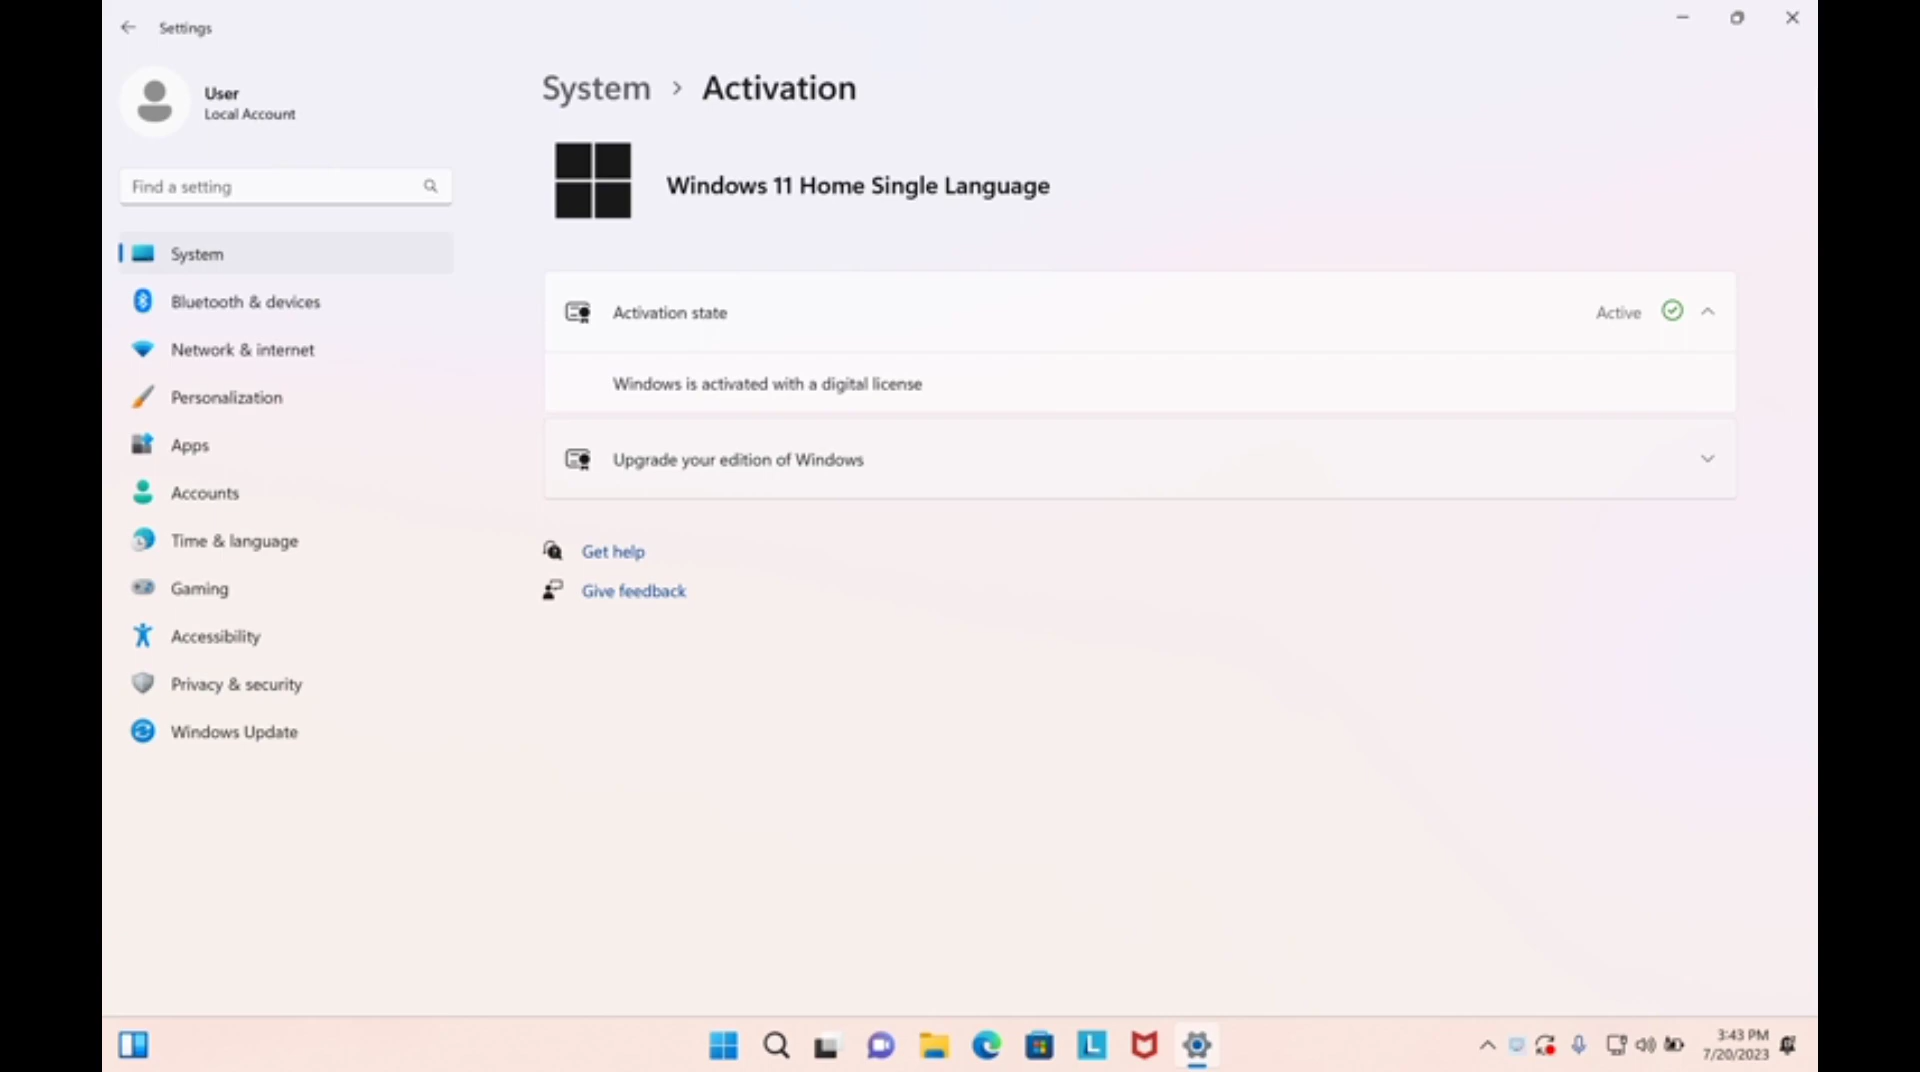 Settings
User
Local Account
Find a setting
System
Bluetooth & devices
Network & internet
Personalization
Apps
Accounts
Time & language
Gaming
Accessibility
Privacy & security
Windows Update
System > Activation
Windows 11 Home Single Language
Activation state
Active
Windows is activated with a digital license
Upgrade your edition of Windows
Get help
Give feedback
L
3:43 PM
7/20/2023